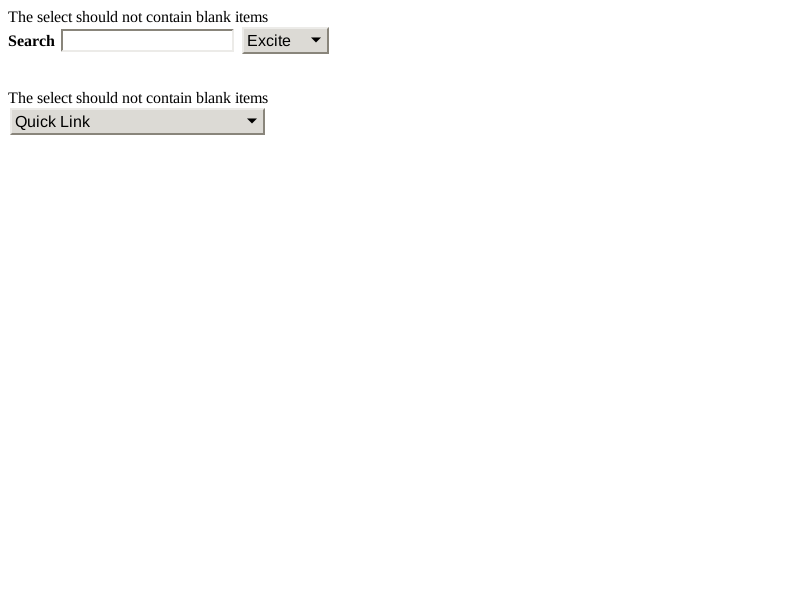 The select should not contain blank items
Search Excite
The select should not contain blank items
Quick Link